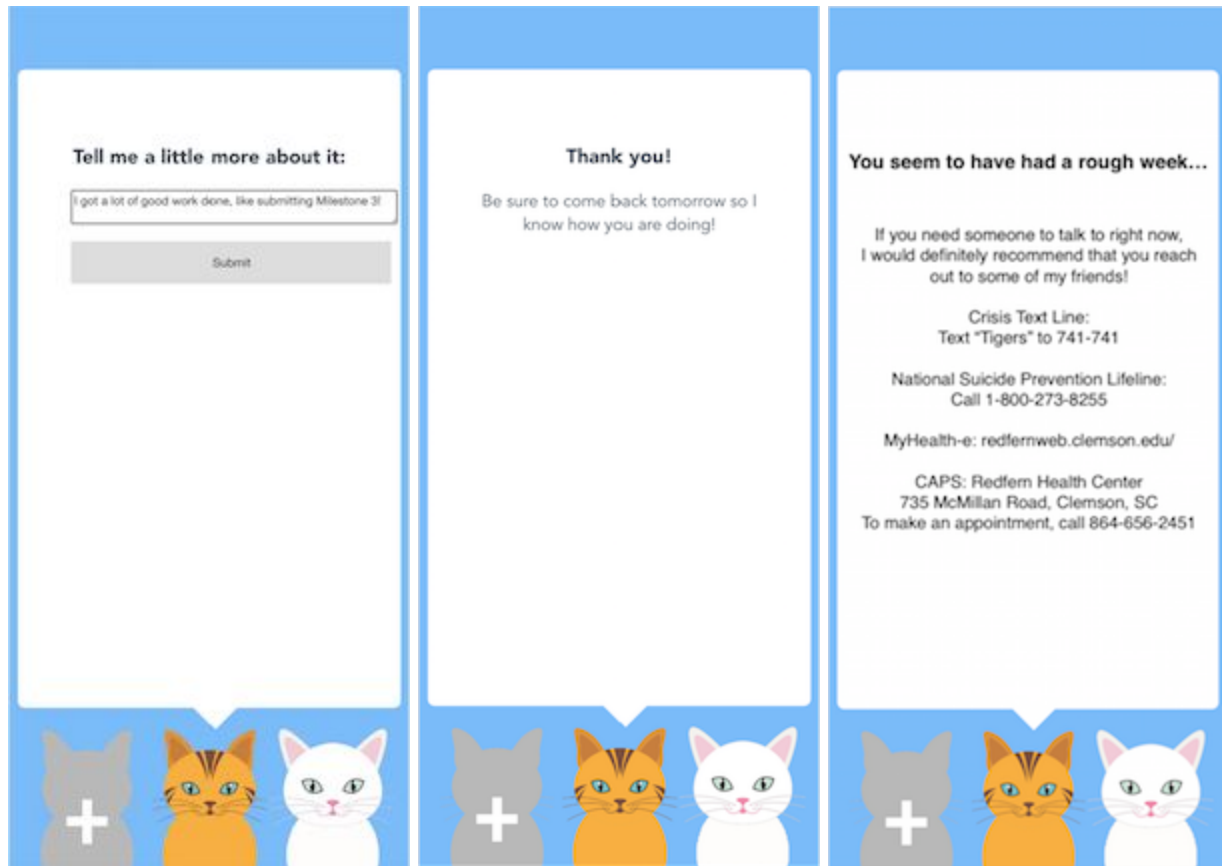 Tell me a little more about it:
I got a lot of good work done, like submitting Milestone 3!
Submit
Thank you!
Be sure to come back tomorrow so I
know how you are doing!
You seem to have had a rough week...
If you need someone to talk to right now,
I would definitely recommend that you reach
out to some of my friends!
Crisis Text Line:
Text “Tigers” to 741-741
National Suicide Prevention Lifeline:
Call 1-800-273-8255
MyHealth-e: redfernweb.clemson.edu/
CAPS: Redfern Health Center
735 McMillan Road, Clemson, SC
To make an appointment, call 864-656-2451